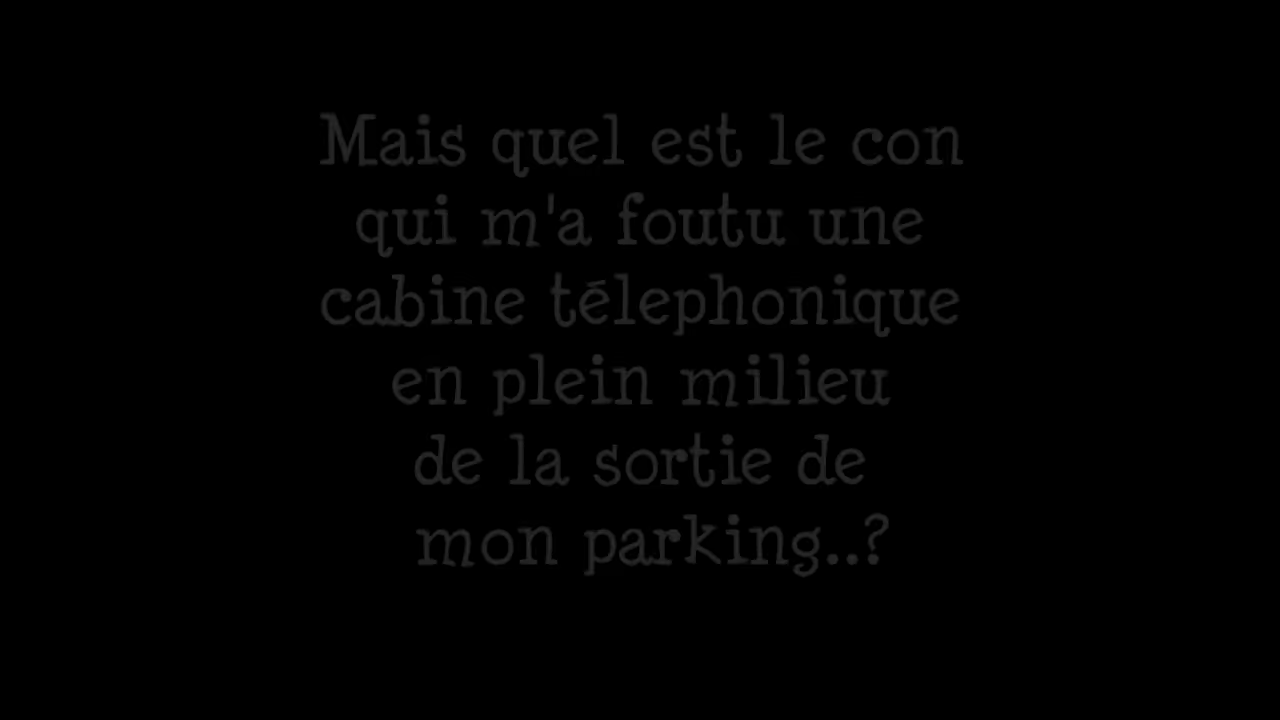 Mais quel est le con
qui m'a foutu une
cabine télephonique
en plein milieu
de la sortie de
mon parking..?